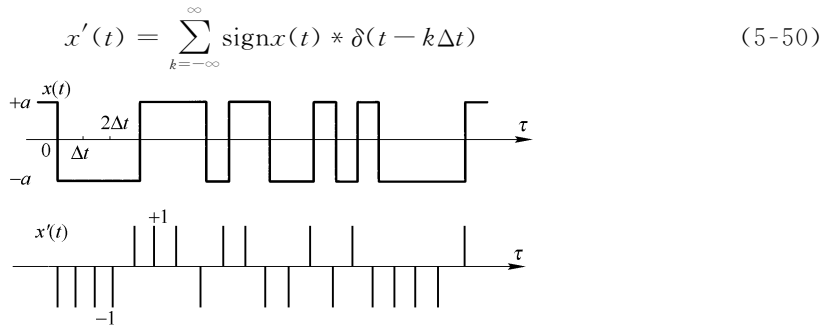 x′(t) = ∞∑k=−∞ signx(t) * δ(t − kΔt) (5-50)
x(t)
+a
2Δt
τ
0
Δt
−a
+1
x′(t)
τ
−1